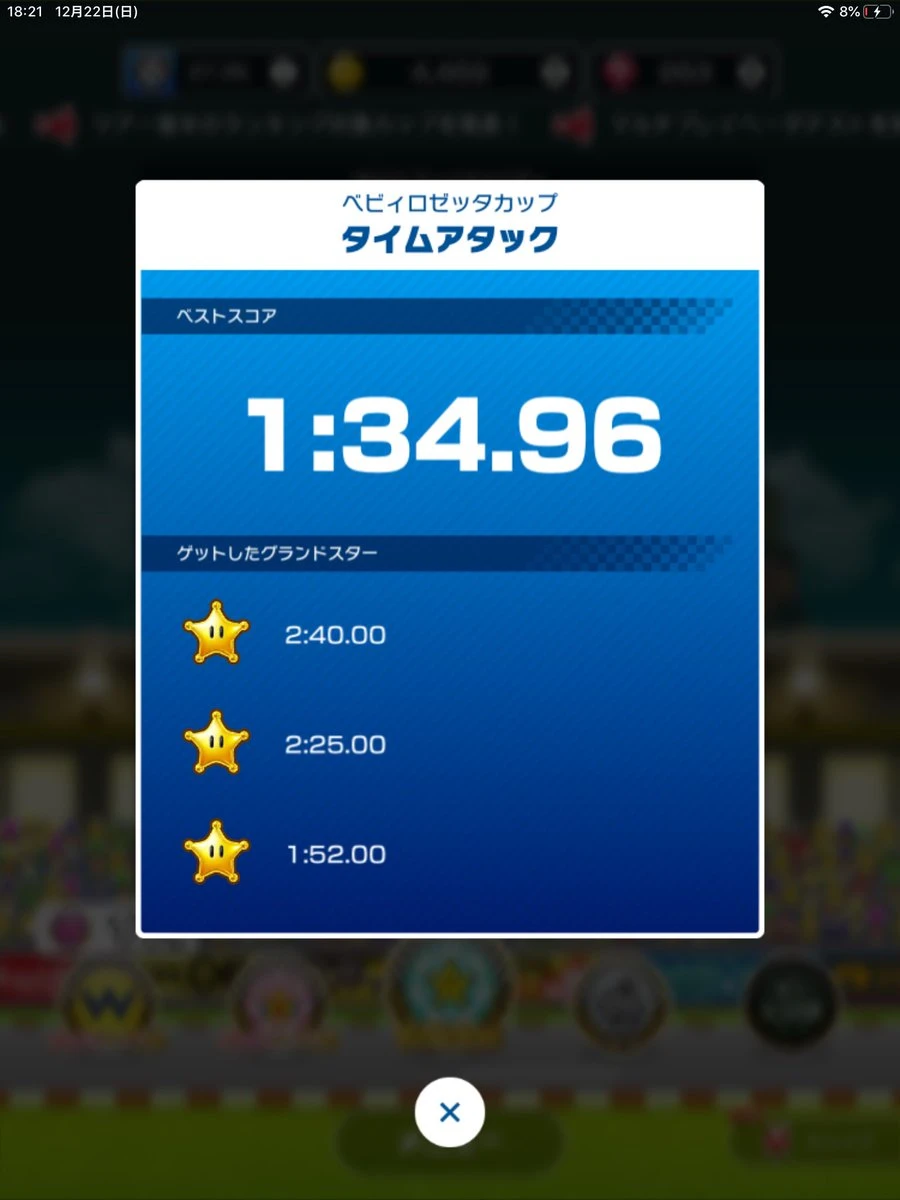 18:21 12月22日(日) 8%
ベビィロゼッタカップ
タイムアタック
ベストスコア
1:34.96
ゲットしたグランドスター
2:40.00
2:25.00
1:52.00